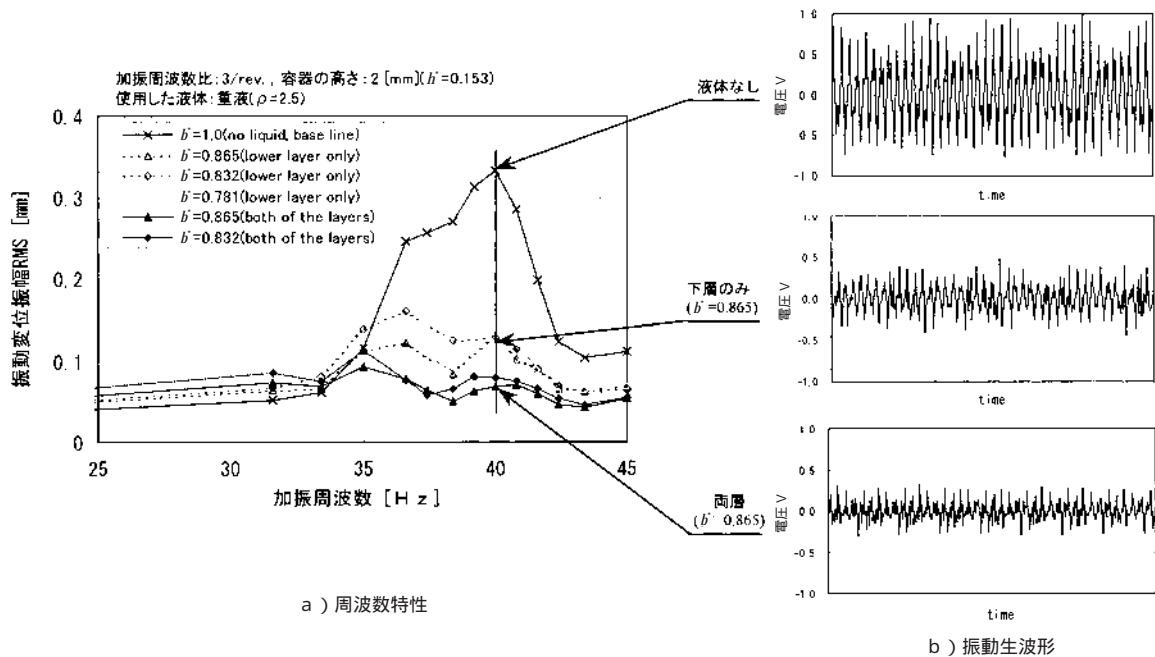 加振周波数比:3/rev., 容器の高さ:2 [mm](h*=0.153)
使用した液体:重液(ρ=2.5)
b*=1.0(no liquid, base line)
b*=0.865(lower layer only)
b*=0.832(lower layer only)
b*=0.781(lower layer only)
b*=0.865(both of the layers)
b*=0.832(both of the layers)
振動変位振幅RMS [mm]
0.4
0.3
0.2
0.1
0
25
30
35
40
45
加振周波数 [Hz]
液体なし
下層のみ
(b*=0.865)
両層
(b* 0.865)
a)周波数特性
電圧 V
1.0
0.5
0.0
0.5
-1 0
time
電圧 V
1.0
0 5
0.0
-0.5
-1.0
time
電圧 V
1 0
0 5
0.0
-0.5
-1 0
time
b)振動生波形